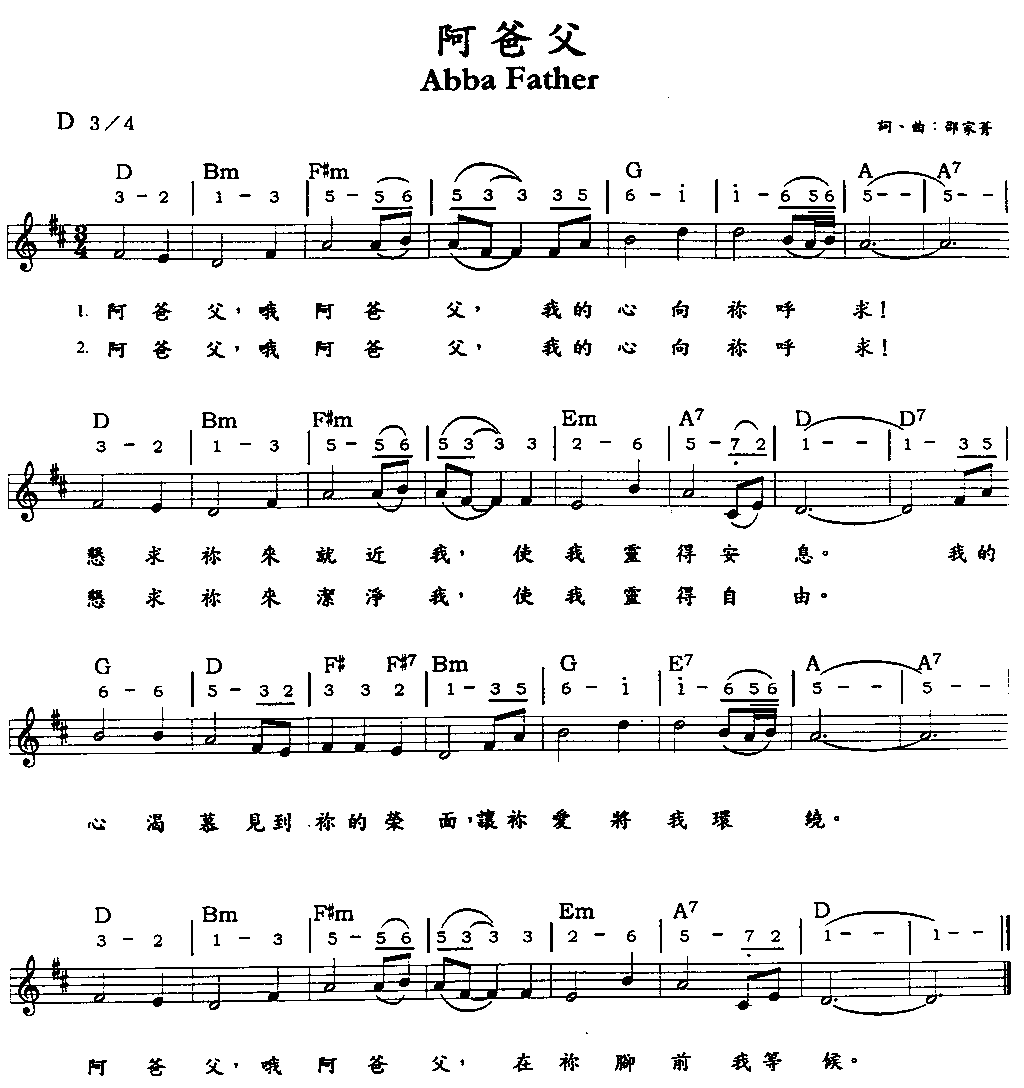 阿爸父
Abba Father
D 3／4
詞、曲：邵家菁
D Bm F♯m G A A7
3 - 2 | 1 - 3 | 5 - 5 6 | 5 3 3 3 5 | 6 - i | i - 6 5 6 | 5 - - | 5 - - |
1. 阿爸父，哦阿爸父，我的心向祢呼求！
2. 阿爸父，哦阿爸父，我的心向祢呼求！
D Bm F♯m Em A7 D D7
3 - 2 | 1 - 3 | 5 - 5 6 | 5 3 3 3 | 2 - 6 | 5 - 7 2 | 1 - - | 1 - 3 5 |
懇求祢來就近我，使我靈得安息。我的
懇求祢來潔淨我，使我靈得自由。
G D F♯ F♯7 Bm G E7 A A7
6 - 6 | 5 - 3 2 | 3 3 2 | 1 - 3 5 | 6 - i | i - 6 5 6 | 5 - - | 5 - - |
心渴慕見到祢的榮面，讓祢愛將我環繞。
D Bm F♯m Em A7 D
3 - 2 | 1 - 3 | 5 - 5 6 | 5 3 3 3 | 2 - 6 | 5 - 7 2 | 1 - - | 1 - - ‖
阿爸父，哦阿爸父，在祢腳前我等候。